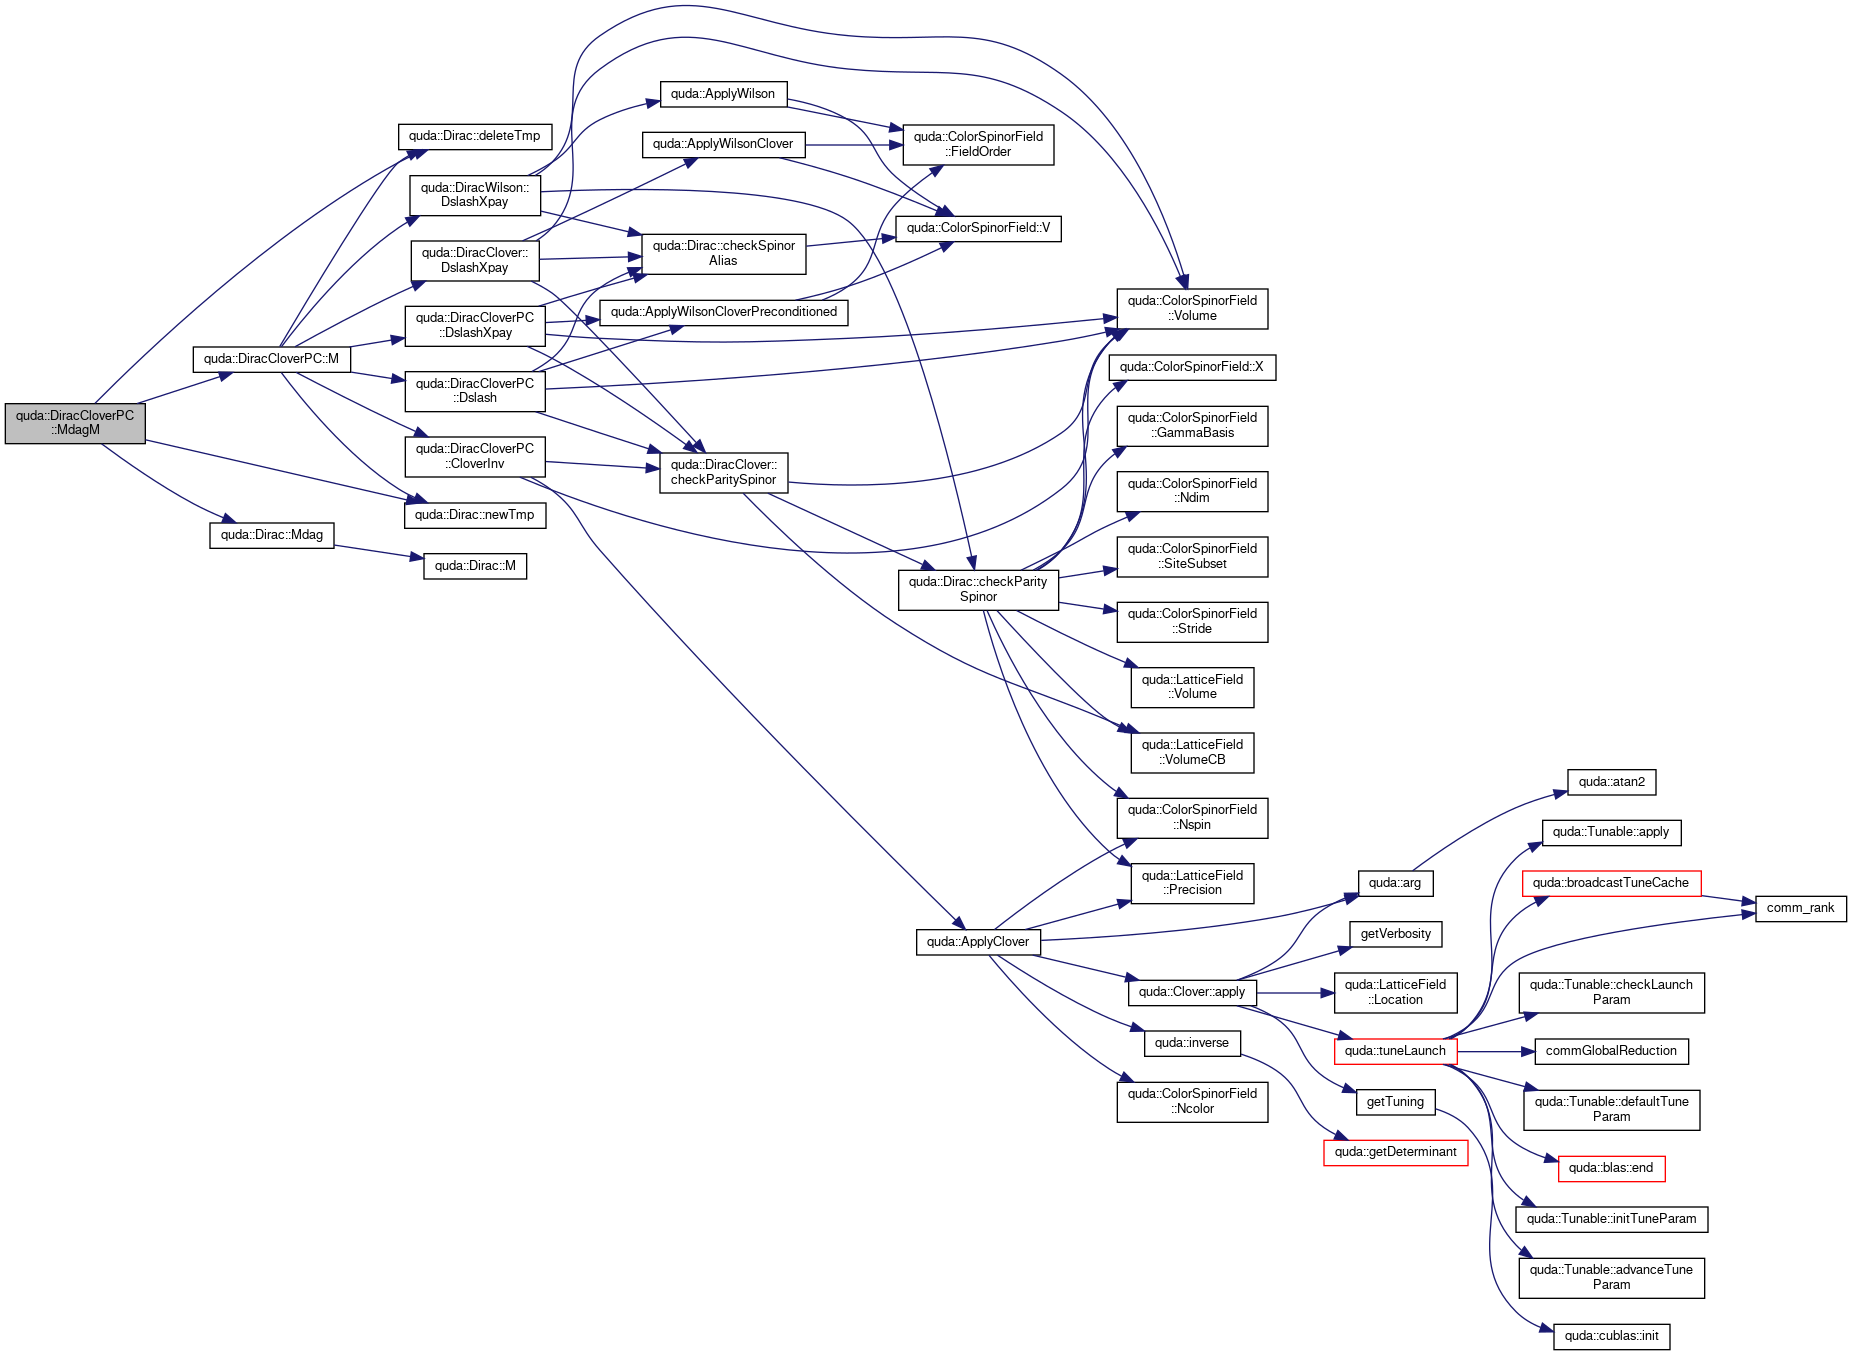 quda::DiracCloverPC
::MdagM
quda::DiracCloverPC::M
quda::Dirac::Mdag
quda::Dirac::deleteTmp
quda::DiracWilson::
DslashXpay
quda::DiracClover::
DslashXpay
quda::DiracCloverPC
::DslashXpay
quda::DiracCloverPC
::Dslash
quda::DiracCloverPC
::CloverInv
quda::Dirac::newTmp
quda::Dirac::M
quda::ApplyWilson
quda::ApplyWilsonClover
quda::Dirac::checkSpinor
Alias
quda::ApplyWilsonCloverPreconditioned
quda::DiracClover::
checkParitySpinor
quda::ColorSpinorField
::FieldOrder
quda::ColorSpinorField::V
quda::Dirac::checkParity
Spinor
quda::ApplyClover
quda::ColorSpinorField
::Volume
quda::ColorSpinorField::X
quda::ColorSpinorField
::GammaBasis
quda::ColorSpinorField
::Ndim
quda::ColorSpinorField
::SiteSubset
quda::ColorSpinorField
::Stride
quda::LatticeField
::Volume
quda::LatticeField
::VolumeCB
quda::ColorSpinorField
::Nspin
quda::LatticeField
::Precision
quda::Clover::apply
quda::inverse
quda::ColorSpinorField
::Ncolor
quda::arg
getVerbosity
quda::LatticeField
::Location
quda::tuneLaunch
getTuning
quda::getDeterminant
quda::atan2
quda::Tunable::apply
quda::broadcastTuneCache
comm_rank
quda::Tunable::checkLaunch
Param
commGlobalReduction
quda::Tunable::defaultTune
Param
quda::blas::end
quda::Tunable::initTuneParam
quda::Tunable::advanceTune
Param
quda::cublas::init